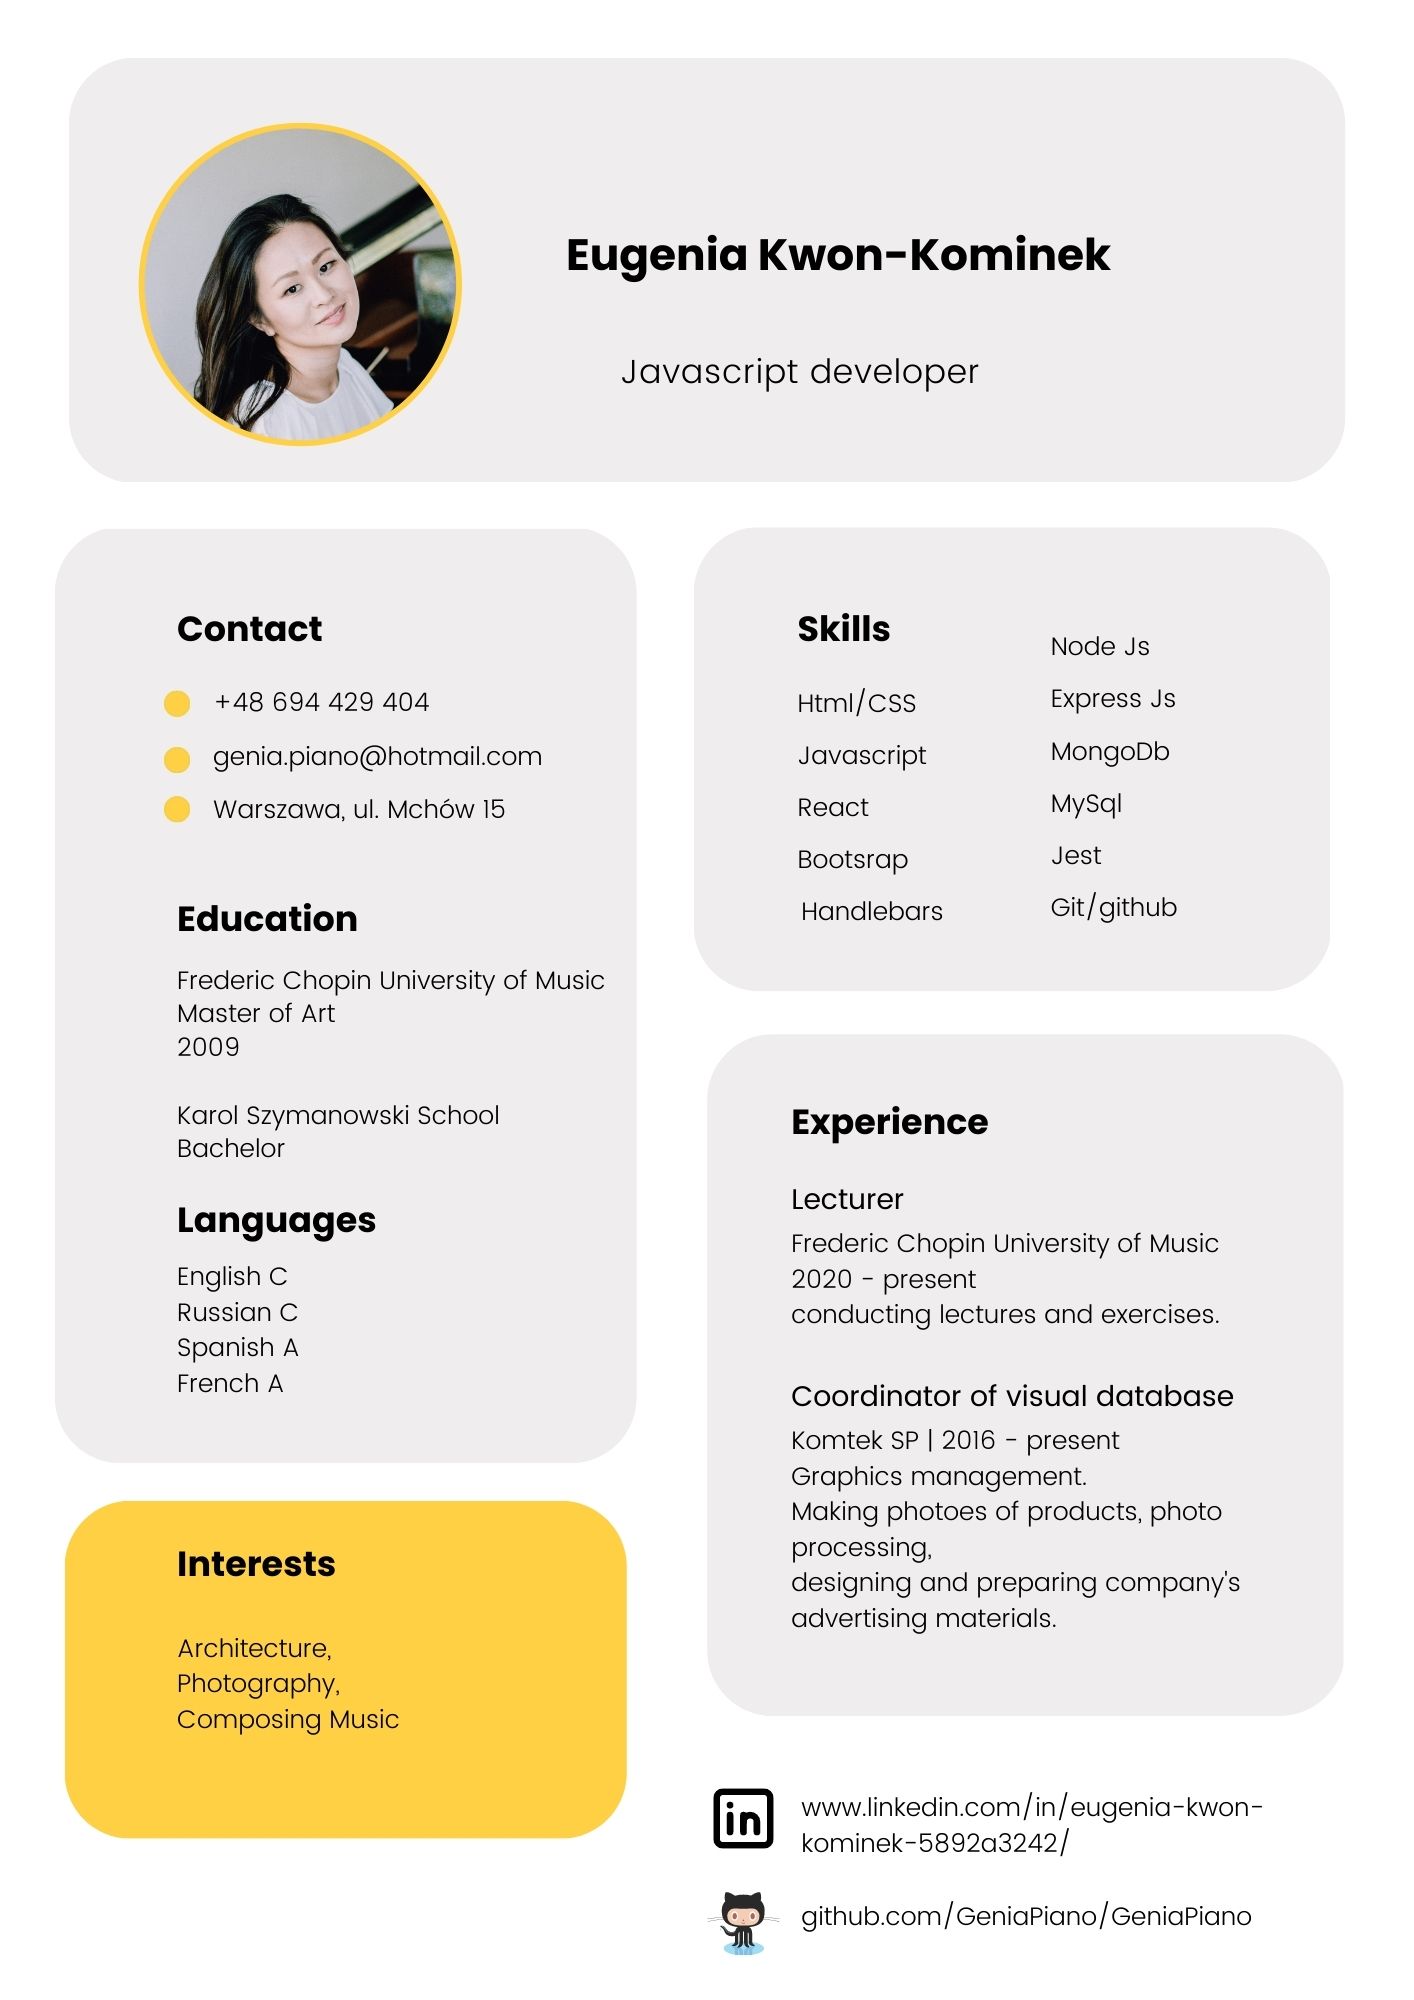 Eugenia Kwon-Kominek
Javascript developer
Contact
+48 694 429 404
genia.piano@hotmail.com
Warszawa, ul. Mchów 15
Education
Frederic Chopin University of Music
Master of Art
2009
Karol Szymanowski School
Bachelor
Languages
English C
Russian C
Spanish A
French A
Interests
Architecture,
Photography,
Composing Music
Skills
Html/CSS
Javascript
React
Bootsrap
Handlebars
Node Js
Express Js
MongoDb
MySql
Jest
Git/github
Experience
Lecturer
Frederic Chopin University of Music
2020 - present
conducting lectures and exercises.
Coordinator of visual database
Komtek SP | 2016 - present
Graphics management.
Making photoes of products, photo
processing,
designing and preparing company's
advertising materials.
in
www.linkedin.com/in/eugenia-kwon-
kominek-5892a3242/
github.com/GeniaPiano/GeniaPiano